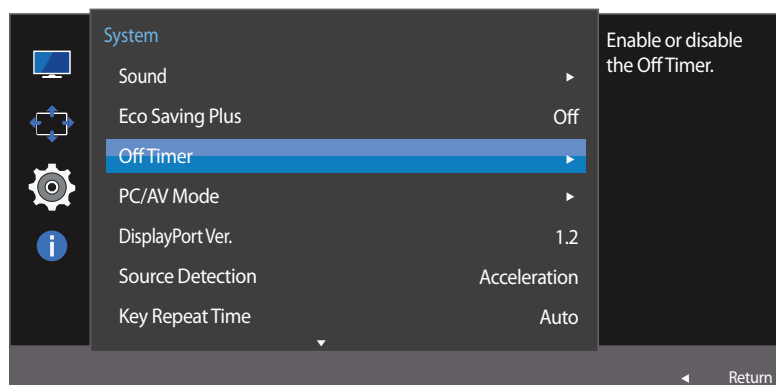 System
Sound
Eco Saving Plus Off
Off Timer
PC/AV Mode
DisplayPort Ver. 1.2
Source Detection Acceleration
Key Repeat Time Auto
Enable or disable
the Off Timer.
Return